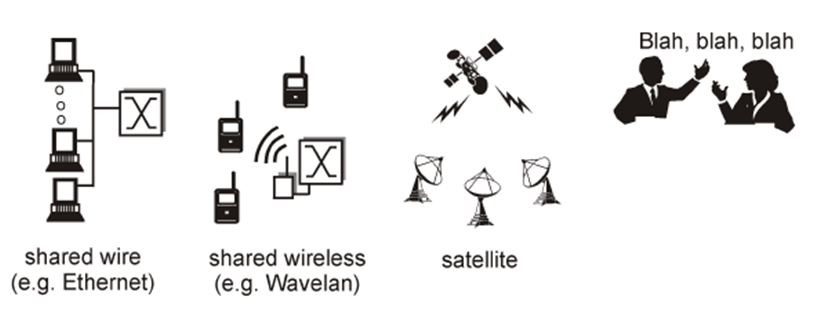 Blah, blah, blah
shared wire
(e.g. Ethernet)
shared wireless
(e.g. Wavelan)
satellite